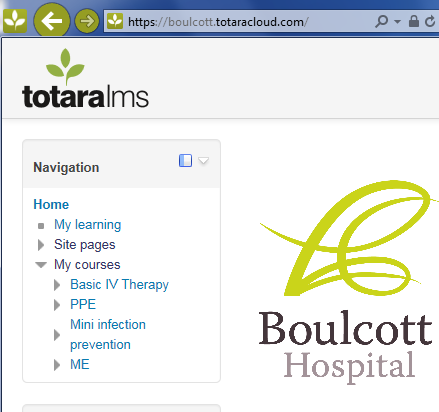 https://boulcott.totaracloud.com/
totaralms
Navigation
Home
My learning
Site pages
My courses
Basic IV Therapy
PPE
Mini infection
prevention
ME
Boulcott
Hospital